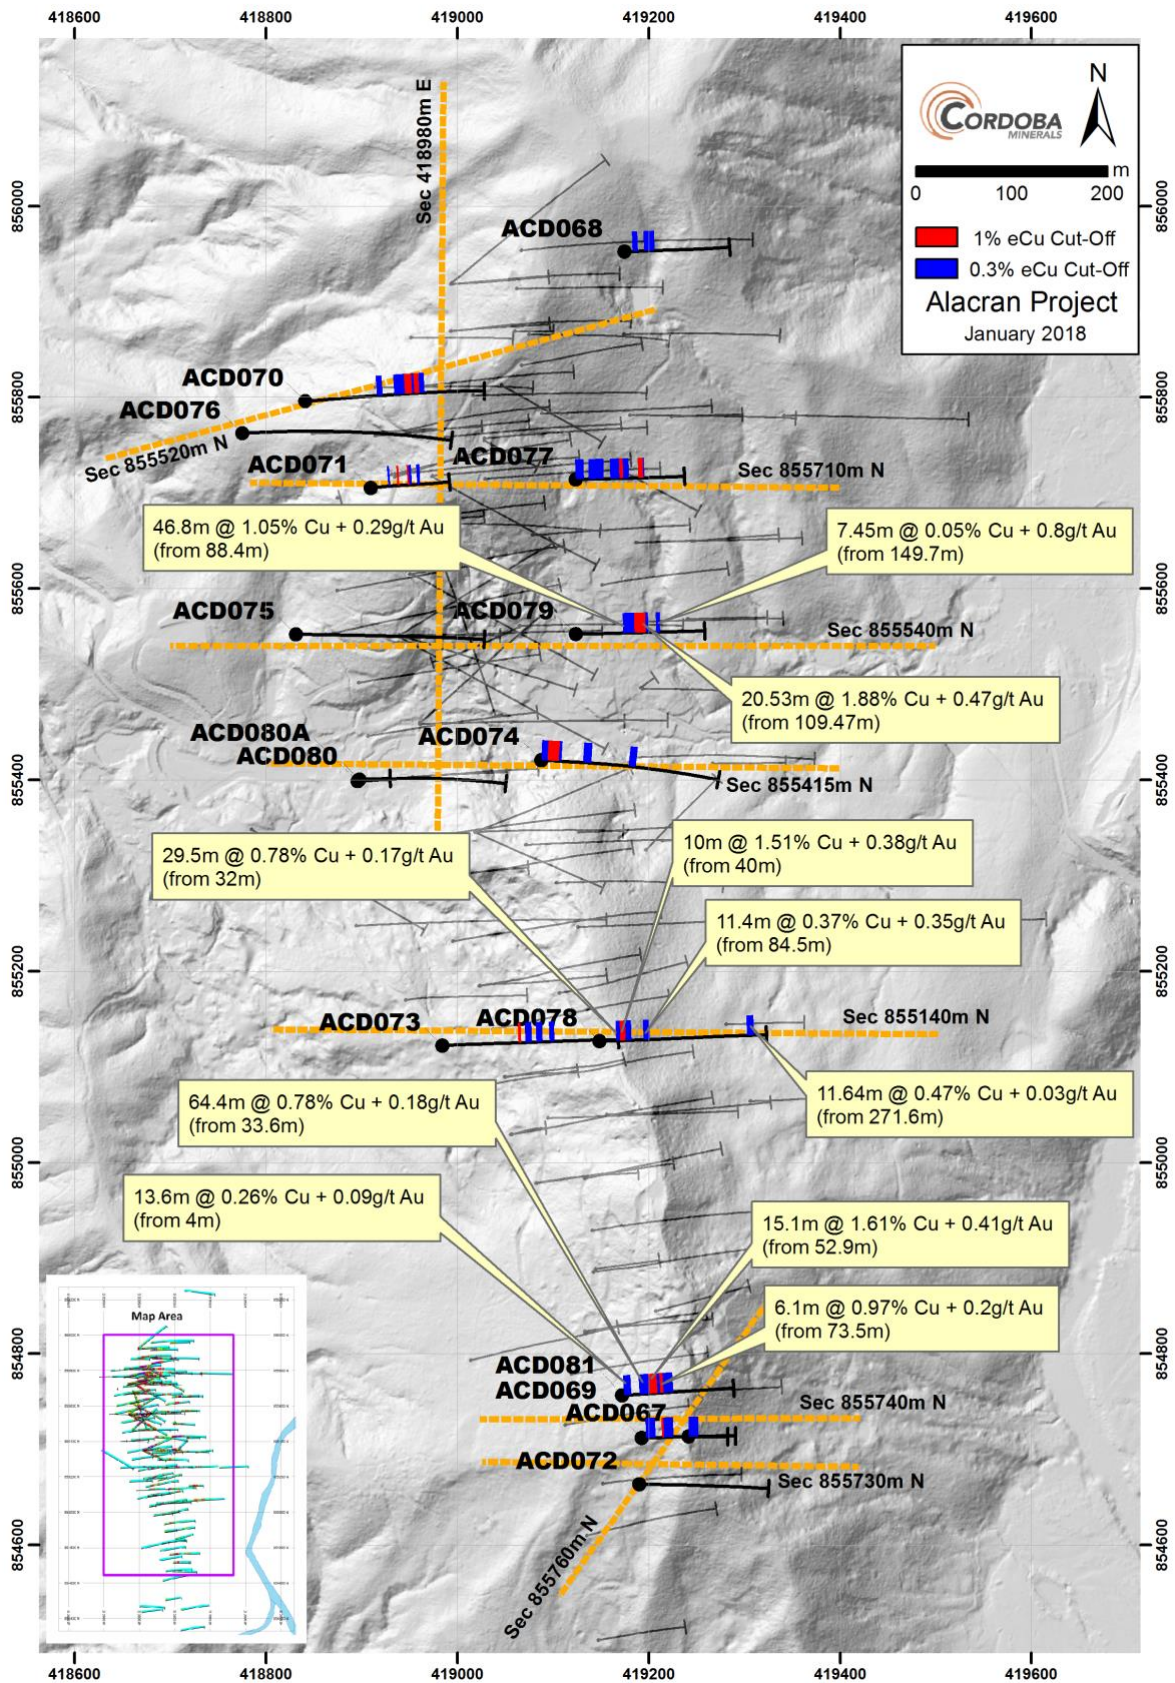 418600 418800 419000 419200 419400 419600
CORDOBA
MINERALS
N
m
0 100 200
1% eCu Cut-Off
0.3% eCu Cut-Off
Alacran Project
January 2018
Sec 418980m E
856000 856000
ACD068
ACD070
855800 855800
ACD076
Sec 855520m N
ACD071
ACD077
Sec 855710m N
46.8m @ 1.05% Cu + 0.29g/t Au
(from 88.4m)
7.45m @ 0.05% Cu + 0.8g/t Au
(from 149.7m)
855600 855600
ACD075
ACD079
Sec 855540m N
20.53m @ 1.88% Cu + 0.47g/t Au
(from 109.47m)
ACD080A
ACD080
ACD074
855400 855400
Sec 855415m N
29.5m @ 0.78% Cu + 0.17g/t Au
(from 32m)
10m @ 1.51% Cu + 0.38g/t Au
(from 40m)
11.4m @ 0.37% Cu + 0.35g/t Au
(from 84.5m)
855200 855200
ACD073
ACD078
Sec 855140m N
64.4m @ 0.78% Cu + 0.18g/t Au
(from 33.6m)
11.64m @ 0.47% Cu + 0.03g/t Au
(from 271.6m)
855000 855000
13.6m @ 0.26% Cu + 0.09g/t Au
(from 4m)
15.1m @ 1.61% Cu + 0.41g/t Au
(from 52.9m)
6.1m @ 0.97% Cu + 0.2g/t Au
(from 73.5m)
Map Area
854800 854800
ACD081
ACD069
ACD067
Sec 855740m N
ACD072
Sec 855730m N
Sec 855760m N
854600 854600
418600 418800 419000 419200 419400 419600